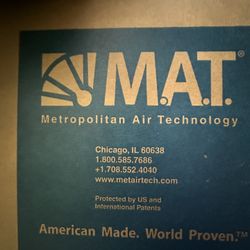 M.A.T.®
Metropolitan Air Technology
Chicago, IL 60638
1.800.585.7686
+1.708.552.4040
www.metairtech.com
Protected by US and
International Patents
American Made. World Proven.™